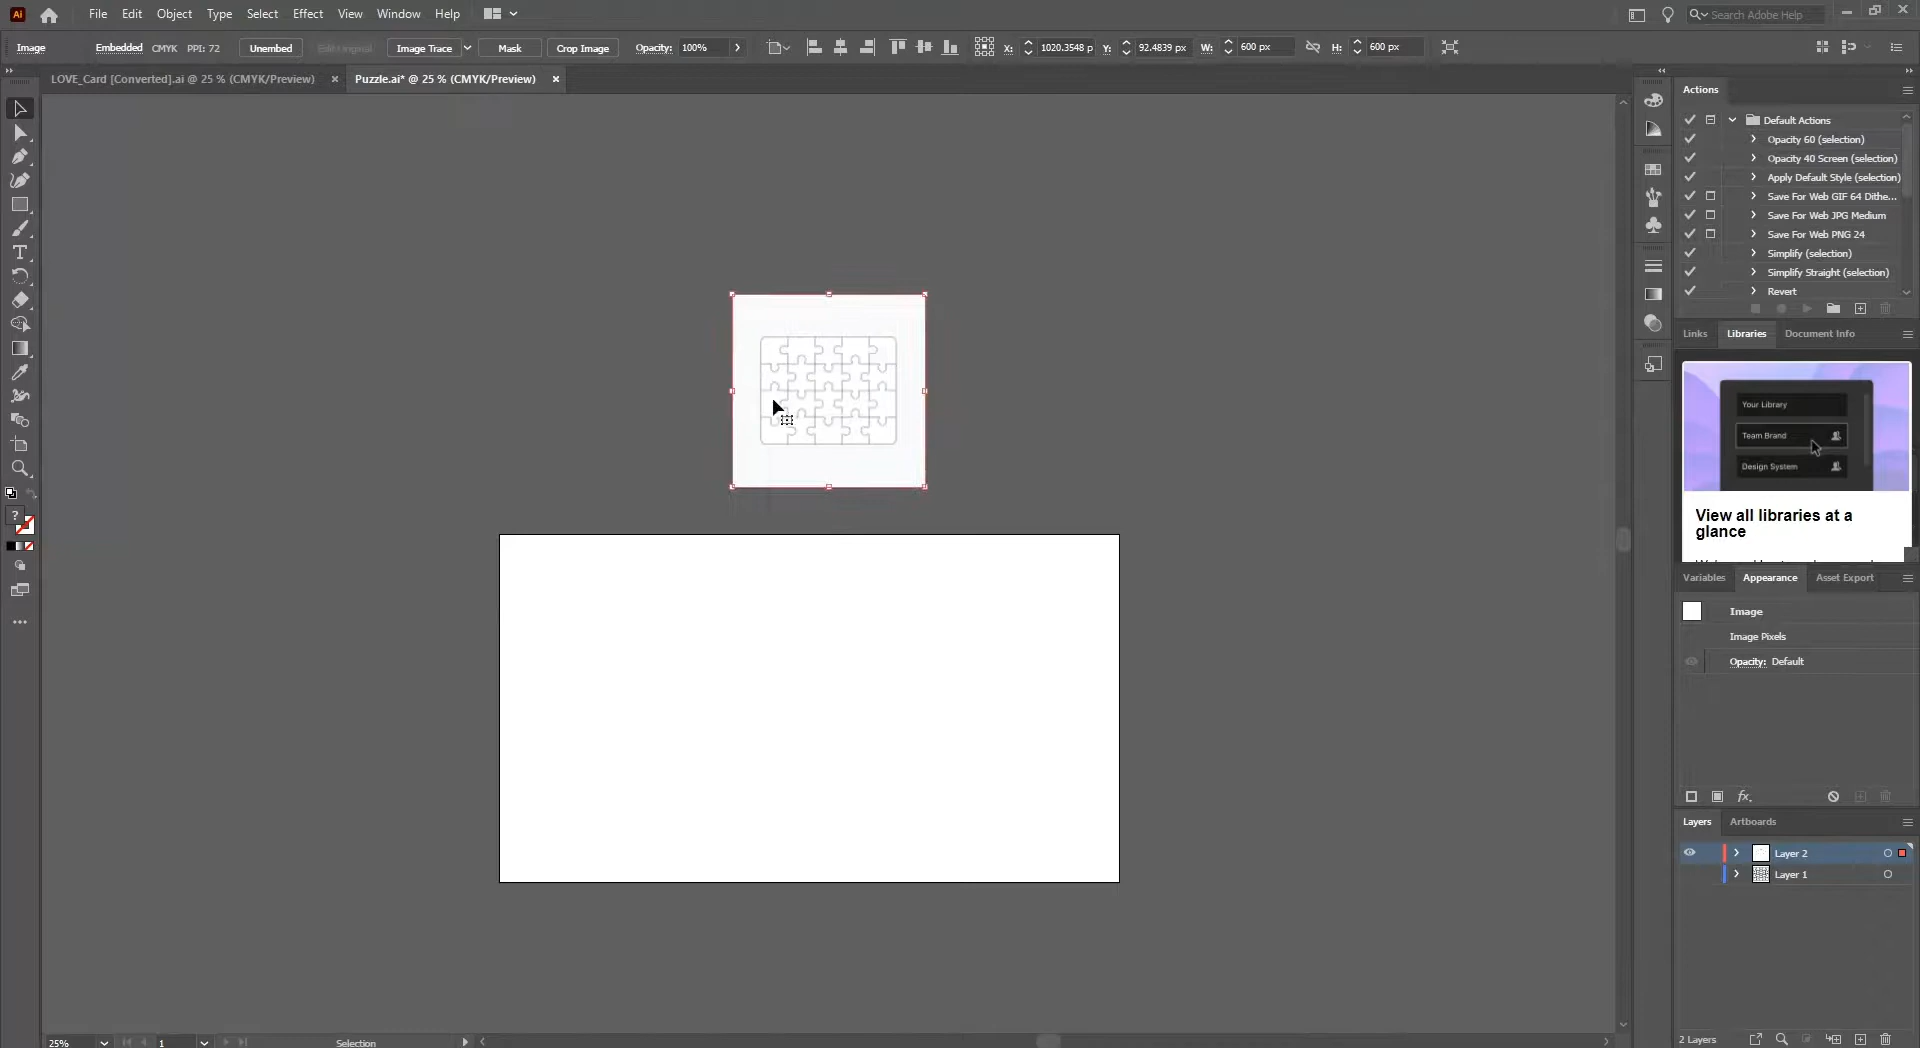 Ai File Edit Object Type Select Effect View Window Help Search Adobe Help
Image Embedded CMYK PPI: 72 Unembed Edit Original Image Trace Mask Crop Image Opacity: 100% X: 1020.3548 p Y: 92.4839 px W: 600 px H: 600 px
LOVE_Card [Converted].ai @ 25 % (CMYK/Preview) Puzzle.ai* @ 25 % (CMYK/Preview)
Actions
Default Actions
Opacity 60 (selection)
Opacity 40 Screen (selection)
Apply Default Style (selection)
Save For Web GIF 64 Dithe...
Save For Web JPG Medium
Save For Web PNG 24
Simplify (selection)
Simplify Straight (selection)
Revert
Links Libraries Document Info
Your Library
Team Brand
Design System
View all libraries at a
glance
Variables Appearance Asset Export
Image
Image Pixels
Opacity: Default
fx.
Layers Artboards
Layer 2
Layer 1
?
25% 1 Selection 2 Layers